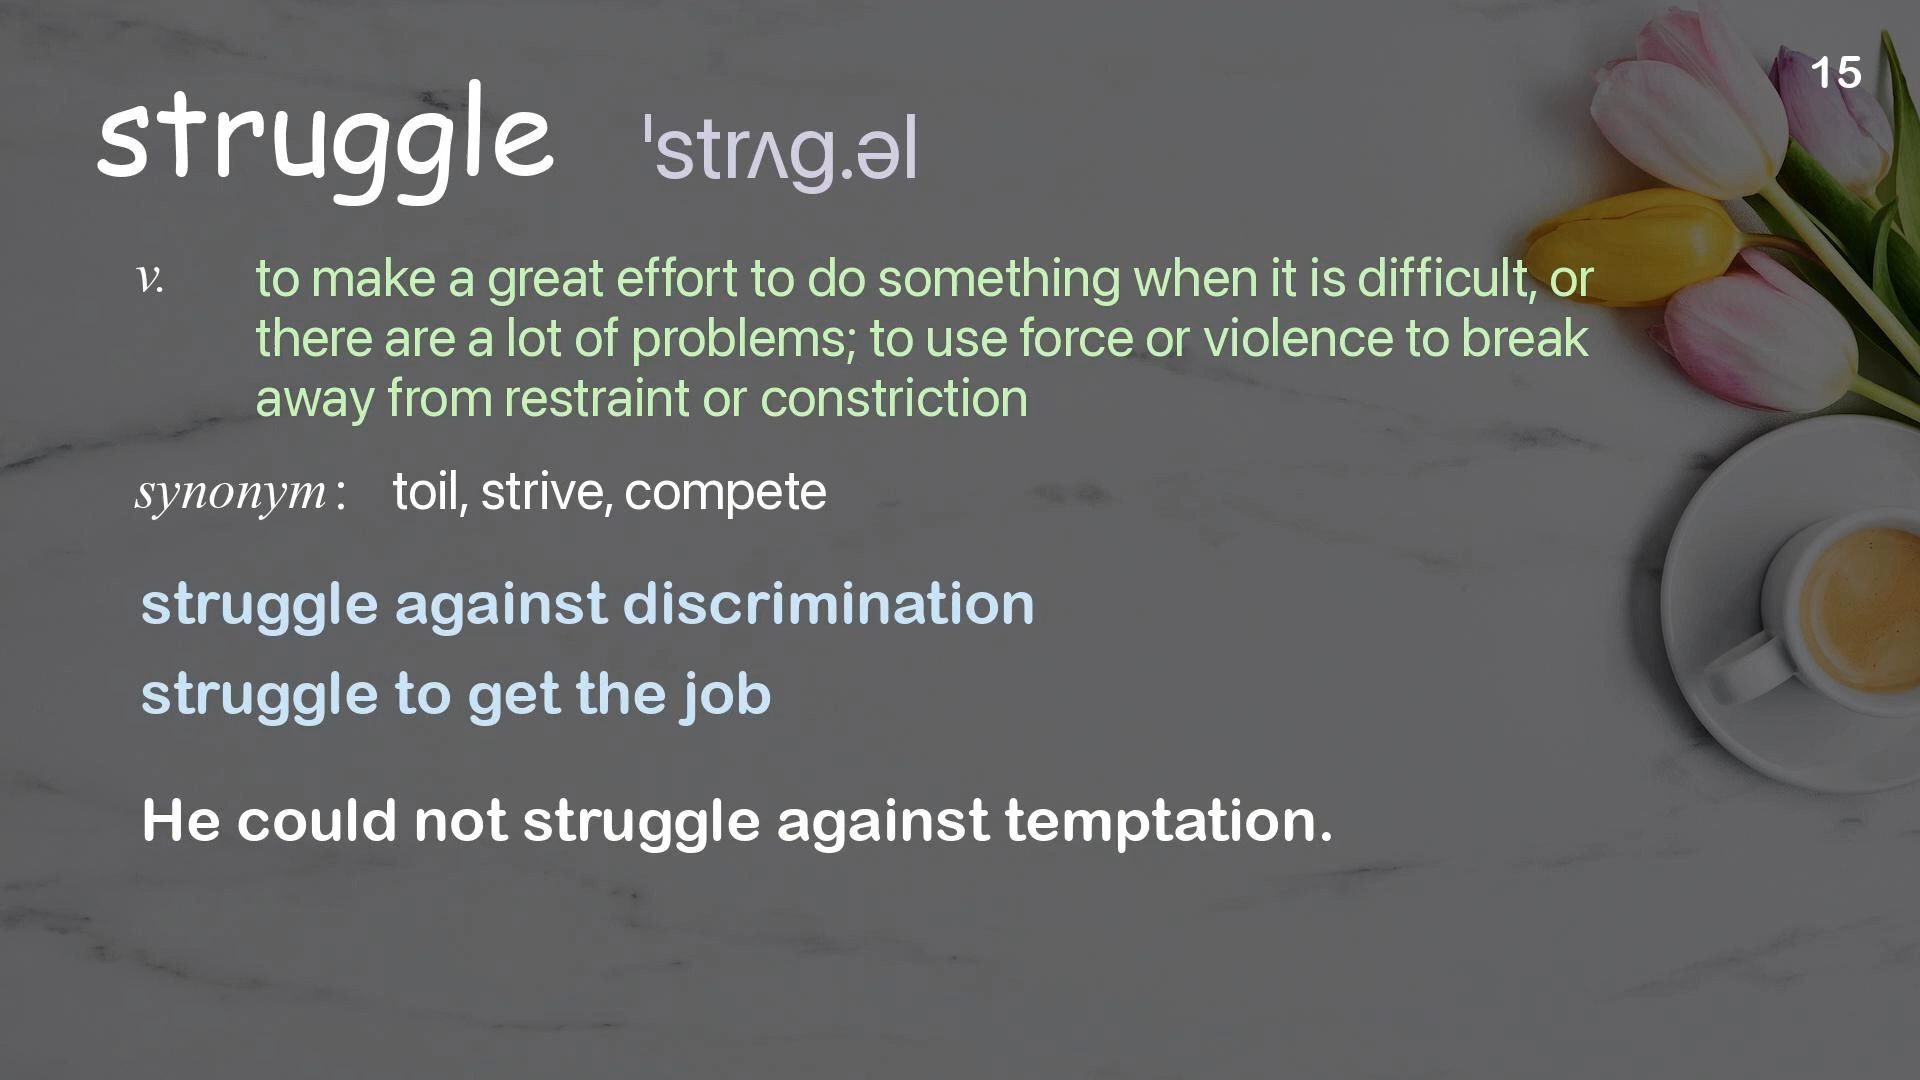 15
struggle ˈstrʌg.əl
v. to make a great effort to do something when it is difficult, or
there are a lot of problems; to use force or violence to break
away from restraint or constriction
synonym: toil, strive, compete
struggle against discrimination
struggle to get the job
He could not struggle against temptation.